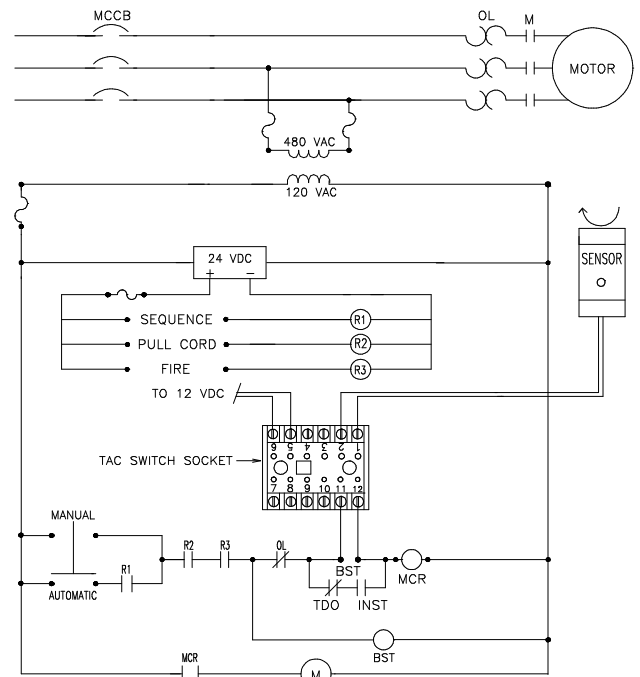 MCCB
OL
M
MOTOR
480 VAC
120 VAC
24 VDC
+ −
SENSOR
SEQUENCE
R1
PULL CORD
R2
FIRE
R3
TO 12 VDC
6 5 4 3 2 1
TAC SWITCH SOCKET
7 8 9 10 11 12
MANUAL
R2
R3
OL
R1
BST
MCR
AUTOMATIC
TDO
INST
BST
MCR
M